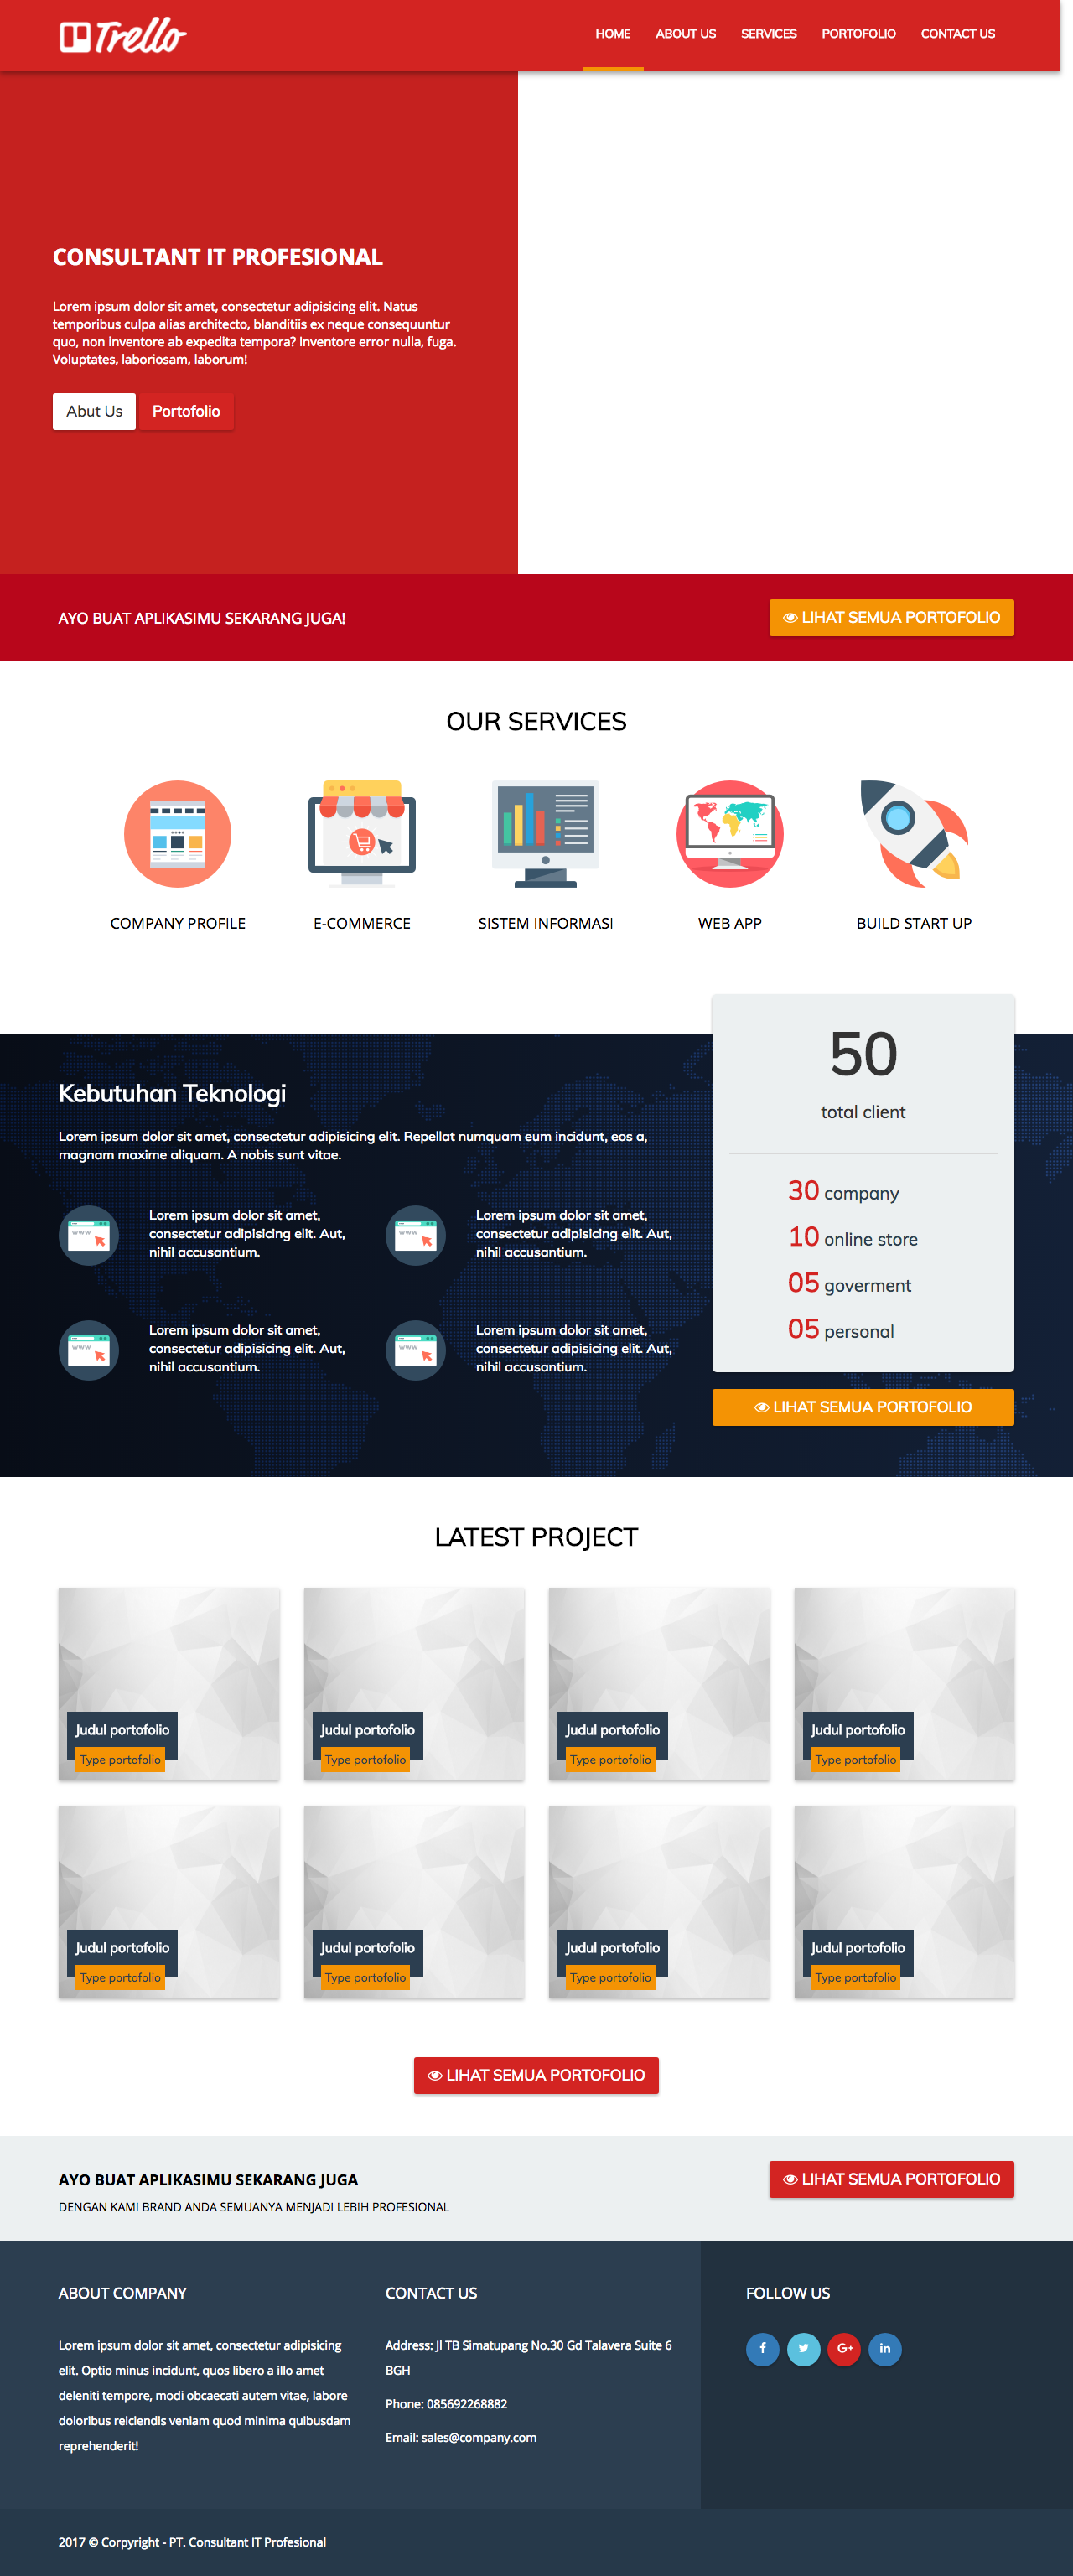 Trello
HOME ABOUT US SERVICES PORTOFOLIO CONTACT US
CONSULTANT IT PROFESIONAL
Lorem ipsum dolor sit amet, consectetur adipisicing elit. Natus
temporibus culpa alias architecto, blanditiis ex neque consequuntur
quo, non inventore ab expedita tempora? Inventore error nulla, fuga.
Voluptates, laboriosam, laborum!
Abut Us Portofolio
AYO BUAT APLIKASIMU SEKARANG JUGA!
LIHAT SEMUA PORTOFOLIO
OUR SERVICES
COMPANY PROFILE E-COMMERCE SISTEM INFORMASI WEB APP BUILD START UP
Kebutuhan Teknologi
Lorem ipsum dolor sit amet, consectetur adipisicing elit. Repellat numquam eum incidunt, eos a,
magnam maxime aliquam. A nobis sunt vitae.
WWW
Lorem ipsum dolor sit amet,
consectetur adipisicing elit. Aut,
nihil accusantium.
WWW
Lorem ipsum dolor sit amet,
consectetur adipisicing elit. Aut,
nihil accusantium.
WWW
Lorem ipsum dolor sit amet,
consectetur adipisicing elit. Aut,
nihil accusantium.
WWW
Lorem ipsum dolor sit amet,
consectetur adipisicing elit. Aut,
nihil accusantium.
50
total client
30 company
10 online store
05 goverment
05 personal
LIHAT SEMUA PORTOFOLIO
LATEST PROJECT
Judul portofolio
Type portofolio
Judul portofolio
Type portofolio
Judul portofolio
Type portofolio
Judul portofolio
Type portofolio
Judul portofolio
Type portofolio
Judul portofolio
Type portofolio
Judul portofolio
Type portofolio
Judul portofolio
Type portofolio
LIHAT SEMUA PORTOFOLIO
AYO BUAT APLIKASIMU SEKARANG JUGA
DENGAN KAMI BRAND ANDA SEMUANYA MENJADI LEBIH PROFESIONAL
LIHAT SEMUA PORTOFOLIO
ABOUT COMPANY
Lorem ipsum dolor sit amet, consectetur adipisicing
elit. Optio minus incidunt, quos libero a illo amet
deleniti tempore, modi obcaecati autem vitae, labore
doloribus reiciendis veniam quod minima quibusdam
reprehenderit!
CONTACT US
Address: Jl TB Simatupang No.30 Gd Talavera Suite 6
BGH
Phone: 085692268882
Email: sales@company.com
FOLLOW US
f G+ in
2017 © Corpyright - PT. Consultant IT Profesional